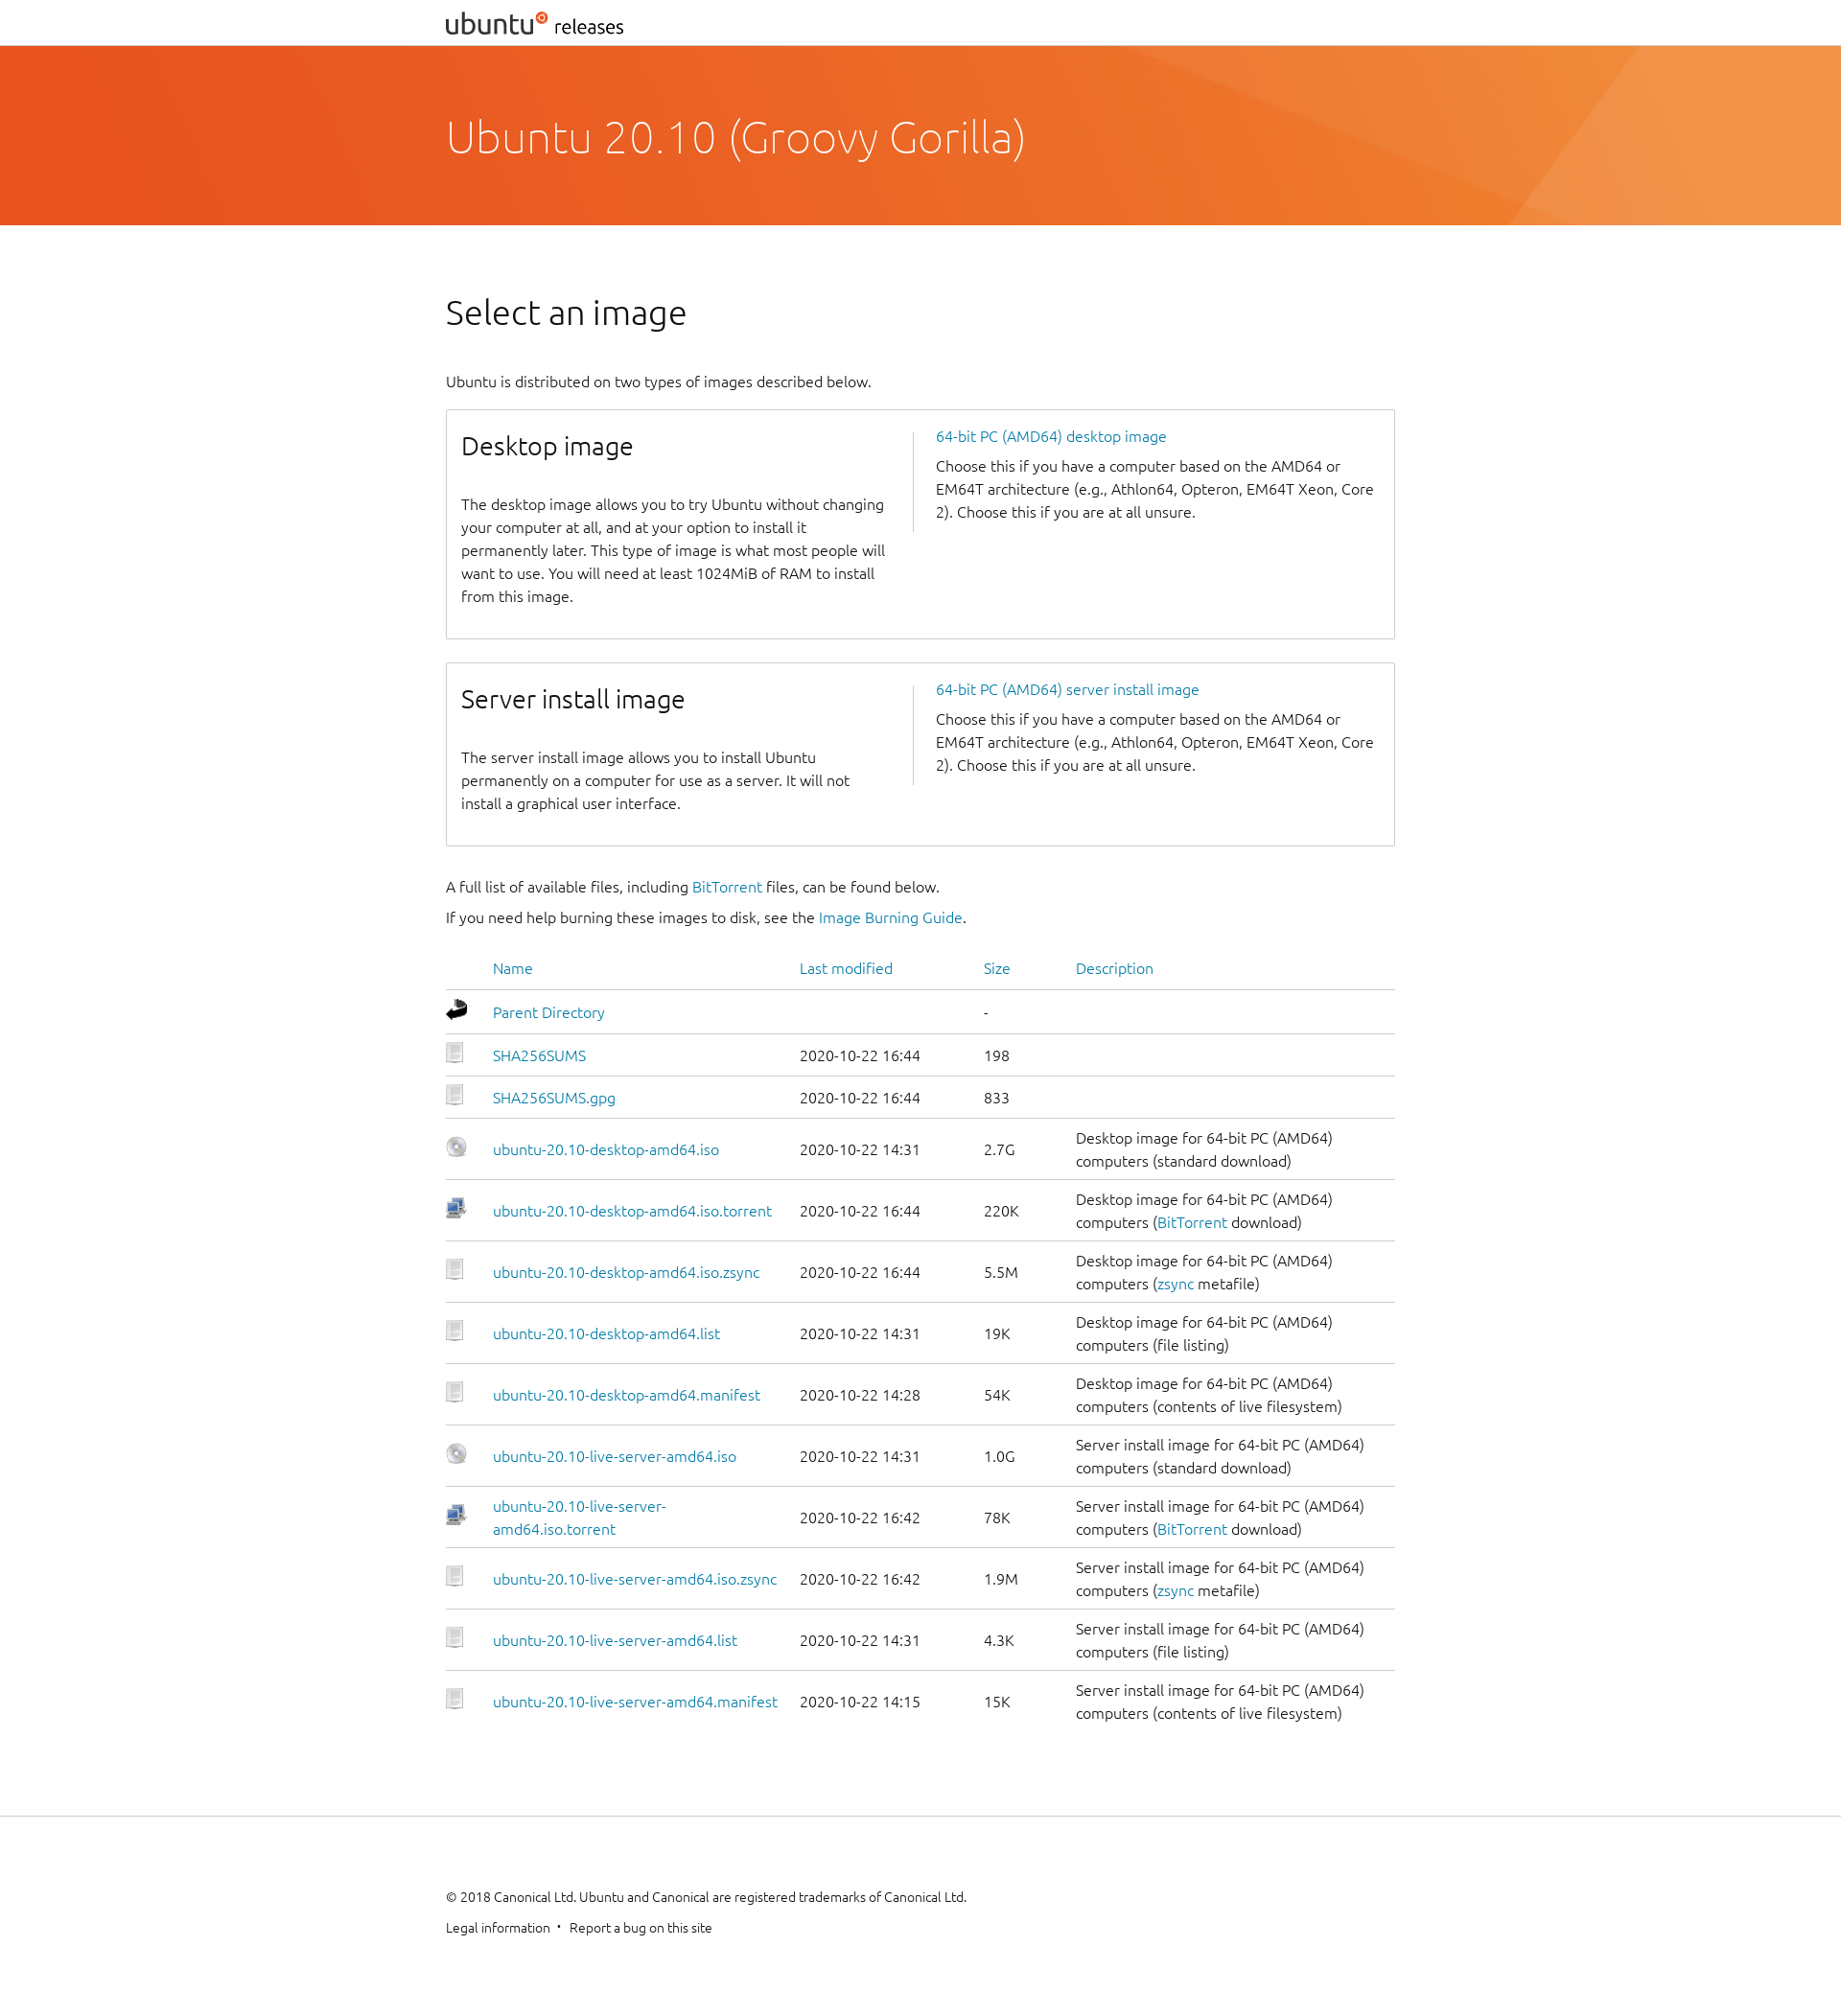 ubuntu releases
Ubuntu 20.10 (Groovy Gorilla)
Select an image
Ubuntu is distributed on two types of images described below.
Desktop image
The desktop image allows you to try Ubuntu without changing
your computer at all, and at your option to install it
permanently later. This type of image is what most people will
want to use. You will need at least 1024MiB of RAM to install
from this image.
64-bit PC (AMD64) desktop image
Choose this if you have a computer based on the AMD64 or
EM64T architecture (e.g., Athlon64, Opteron, EM64T Xeon, Core
2). Choose this if you are at all unsure.
Server install image
The server install image allows you to install Ubuntu
permanently on a computer for use as a server. It will not
install a graphical user interface.
64-bit PC (AMD64) server install image
Choose this if you have a computer based on the AMD64 or
EM64T architecture (e.g., Athlon64, Opteron, EM64T Xeon, Core
2). Choose this if you are at all unsure.
A full list of available files, including BitTorrent files, can be found below.
If you need help burning these images to disk, see the Image Burning Guide.
Name Last modified Size Description
Parent Directory -
SHA256SUMS 2020-10-22 16:44 198
SHA256SUMS.gpg 2020-10-22 16:44 833
ubuntu-20.10-desktop-amd64.iso 2020-10-22 14:31 2.7G Desktop image for 64-bit PC (AMD64)
computers (standard download)
ubuntu-20.10-desktop-amd64.iso.torrent 2020-10-22 16:44 220K Desktop image for 64-bit PC (AMD64)
computers (BitTorrent download)
ubuntu-20.10-desktop-amd64.iso.zsync 2020-10-22 16:44 5.5M Desktop image for 64-bit PC (AMD64)
computers (zsync metafile)
ubuntu-20.10-desktop-amd64.list 2020-10-22 14:31 19K Desktop image for 64-bit PC (AMD64)
computers (file listing)
ubuntu-20.10-desktop-amd64.manifest 2020-10-22 14:28 54K Desktop image for 64-bit PC (AMD64)
computers (contents of live filesystem)
ubuntu-20.10-live-server-amd64.iso 2020-10-22 14:31 1.0G Server install image for 64-bit PC (AMD64)
computers (standard download)
ubuntu-20.10-live-server-
amd64.iso.torrent 2020-10-22 16:42 78K Server install image for 64-bit PC (AMD64)
computers (BitTorrent download)
ubuntu-20.10-live-server-amd64.iso.zsync 2020-10-22 16:42 1.9M Server install image for 64-bit PC (AMD64)
computers (zsync metafile)
ubuntu-20.10-live-server-amd64.list 2020-10-22 14:31 4.3K Server install image for 64-bit PC (AMD64)
computers (file listing)
ubuntu-20.10-live-server-amd64.manifest 2020-10-22 14:15 15K Server install image for 64-bit PC (AMD64)
computers (contents of live filesystem)
© 2018 Canonical Ltd. Ubuntu and Canonical are registered trademarks of Canonical Ltd.
Legal information • Report a bug on this site